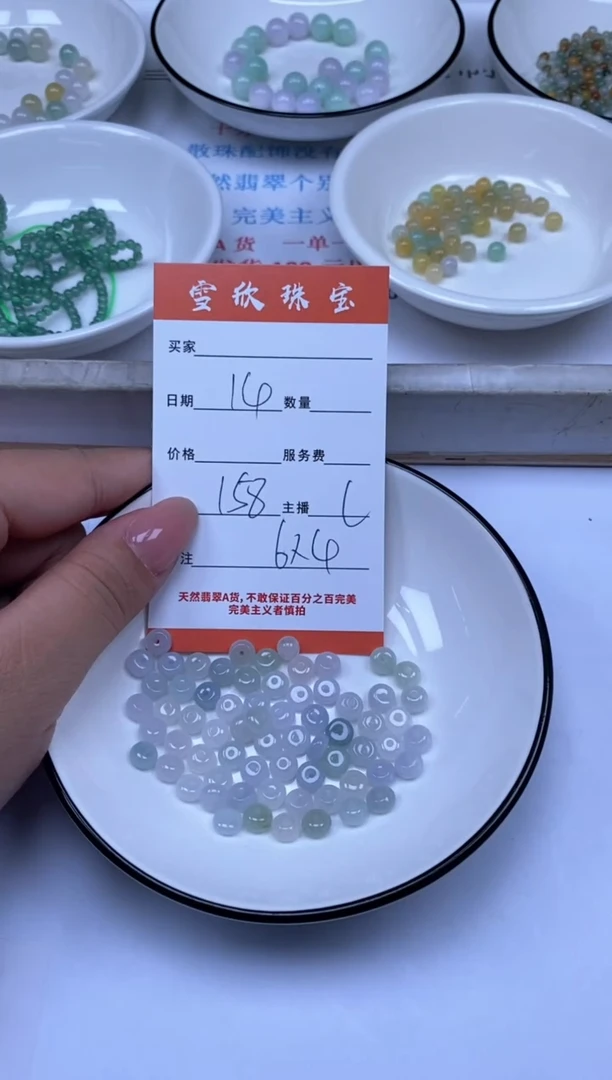 散珠配饰没有
然翡翠个别
完美主义
A货 一单一
雪欣珠宝
买家
日期 14 数量
价格 服务费
158 主播 L
注 6x4
天然翡翠A货,不敢保证百分之百完美
完美主义者慎拍